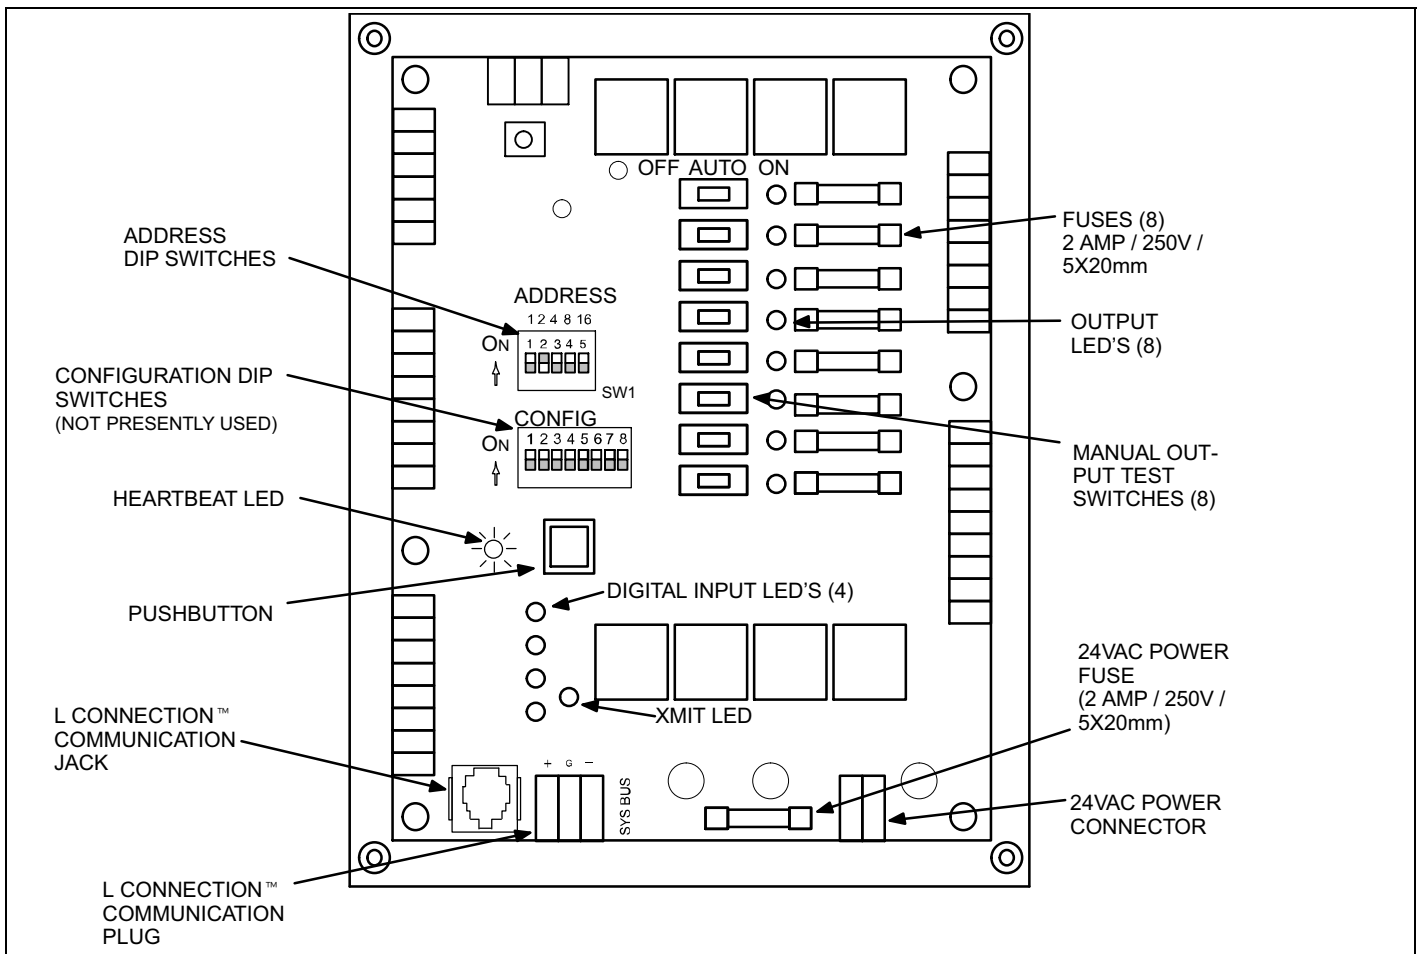 OFF AUTO ON
ADDRESS
DIP SWITCHES
FUSES (8)
2 AMP / 250V /
5X20mm
ADDRESS
1 2 4 8 16
ON
1 2 3 4 5
SW1
OUTPUT
LED'S (8)
CONFIGURATION DIP
SWITCHES
(NOT PRESENTLY USED)
CONFIG
ON
1 2 3 4 5 6 7 8
MANUAL OUT-
PUT TEST
SWITCHES (8)
HEARTBEAT LED
PUSHBUTTON
DIGITAL INPUT LED'S (4)
24VAC POWER
FUSE
(2 AMP / 250V /
5X20mm)
XMIT LED
L CONNECTION™
COMMUNICATION
JACK
+ G −
SYS BUS
24VAC POWER
CONNECTOR
L CONNECTION™
COMMUNICATION
PLUG